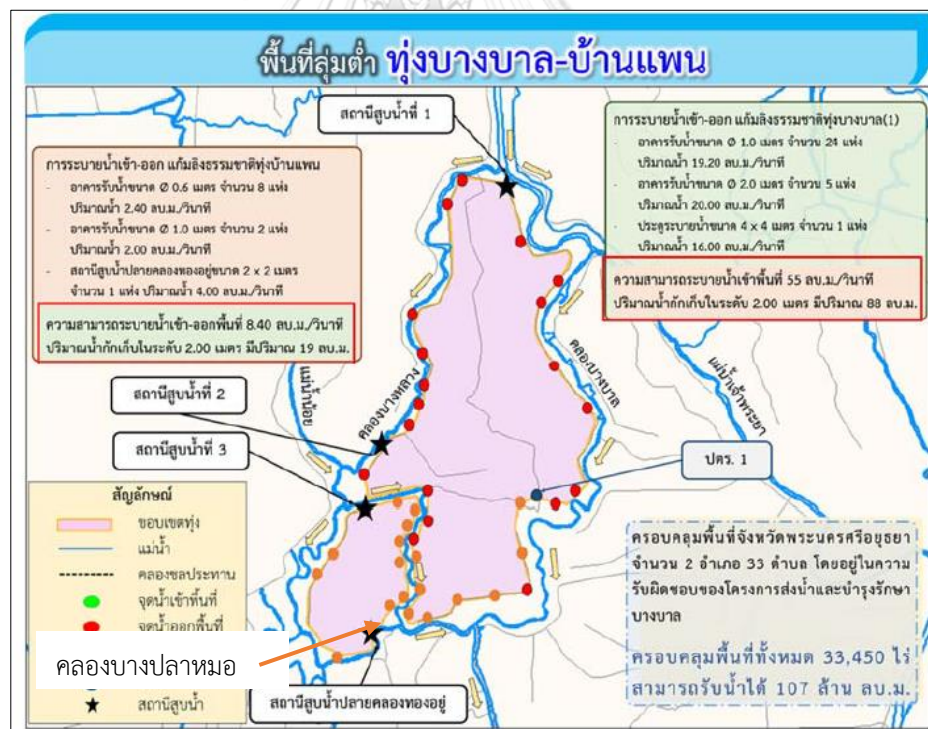 พื้นที่ลุ่มต่ำ ทุ่งบางบาล-บ้านแพน
สถานีสูบน้ำที่ 1
การระบายน้ำเข้า-ออก แก้มลิงธรรมชาติทุ่งบ้านแพน
- อาคารรับน้ำขนาด Ø 0.6 เมตร จำนวน 8 แห่ง
ปริมาณน้ำ 2.40 ลบ.ม./วินาที
- อาคารรับน้ำขนาด Ø 1.0 เมตร จำนวน 2 แห่ง
ปริมาณน้ำ 2.00 ลบ.ม./วินาที
- สถานีสูบน้ำปลายคลองทองอยู่ขนาด 2 x 2 เมตร
จำนวน 1 แห่ง ปริมาณน้ำ 4.00 ลบ.ม./วินาที
ความสามารถระบายน้ำเข้า-ออกพื้นที่ 8.40 ลบ.ม./วินาที
ปริมาณน้ำกักเก็บในระดับ 2.00 เมตร มีปริมาณ 19 ลบ.ม.
การระบายน้ำเข้า-ออก แก้มลิงธรรมชาติทุ่งบางบาล(1)
- อาคารรับน้ำขนาด Ø 1.0 เมตร จำนวน 24 แห่ง
ปริมาณน้ำ 19.20 ลบ.ม./วินาที
- อาคารรับน้ำขนาด Ø 2.0 เมตร จำนวน 5 แห่ง
ปริมาณน้ำ 20.00 ลบ.ม./วินาที
- ประตูระบายน้ำขนาด 4 x 4 เมตร จำนวน 1 แห่ง
ปริมาณน้ำ 16.00 ลบ.ม./วินาที
ความสามารถระบายน้ำเข้าพื้นที่ 55 ลบ.ม./วินาที
ปริมาณน้ำกักเก็บในระดับ 2.00 เมตร มีปริมาณ 88 ลบ.ม.
แม่น้ำน้อย
คลองบางหลวง
คลองบางบาล
แม่น้ำเจ้าพระยา
สถานีสูบน้ำที่ 2
สถานีสูบน้ำที่ 3
ปตร. 1
สัญลักษณ์
ขอบเขตทุ่ง
แม่น้ำ
คลองชลประทาน
จุดน้ำเข้าพื้นที่
จุดน้ำออกพื้นที่
คลองบางปลาหมอ
สถานีสูบน้ำ
สถานีสูบน้ำปลายคลองทองอยู่
ครอบคลุมพื้นที่จังหวัดพระนครศรีอยุธยา
จำนวน 2 อำเภอ 33 ตำบล โดยอยู่ในความ
รับผิดชอบของโครงการส่งน้ำและบำรุงรักษา
บางบาล
ครอบคลุมพื้นที่ทั้งหมด 33,450 ไร่
สามารถรับน้ำได้ 107 ล้าน ลบ.ม.